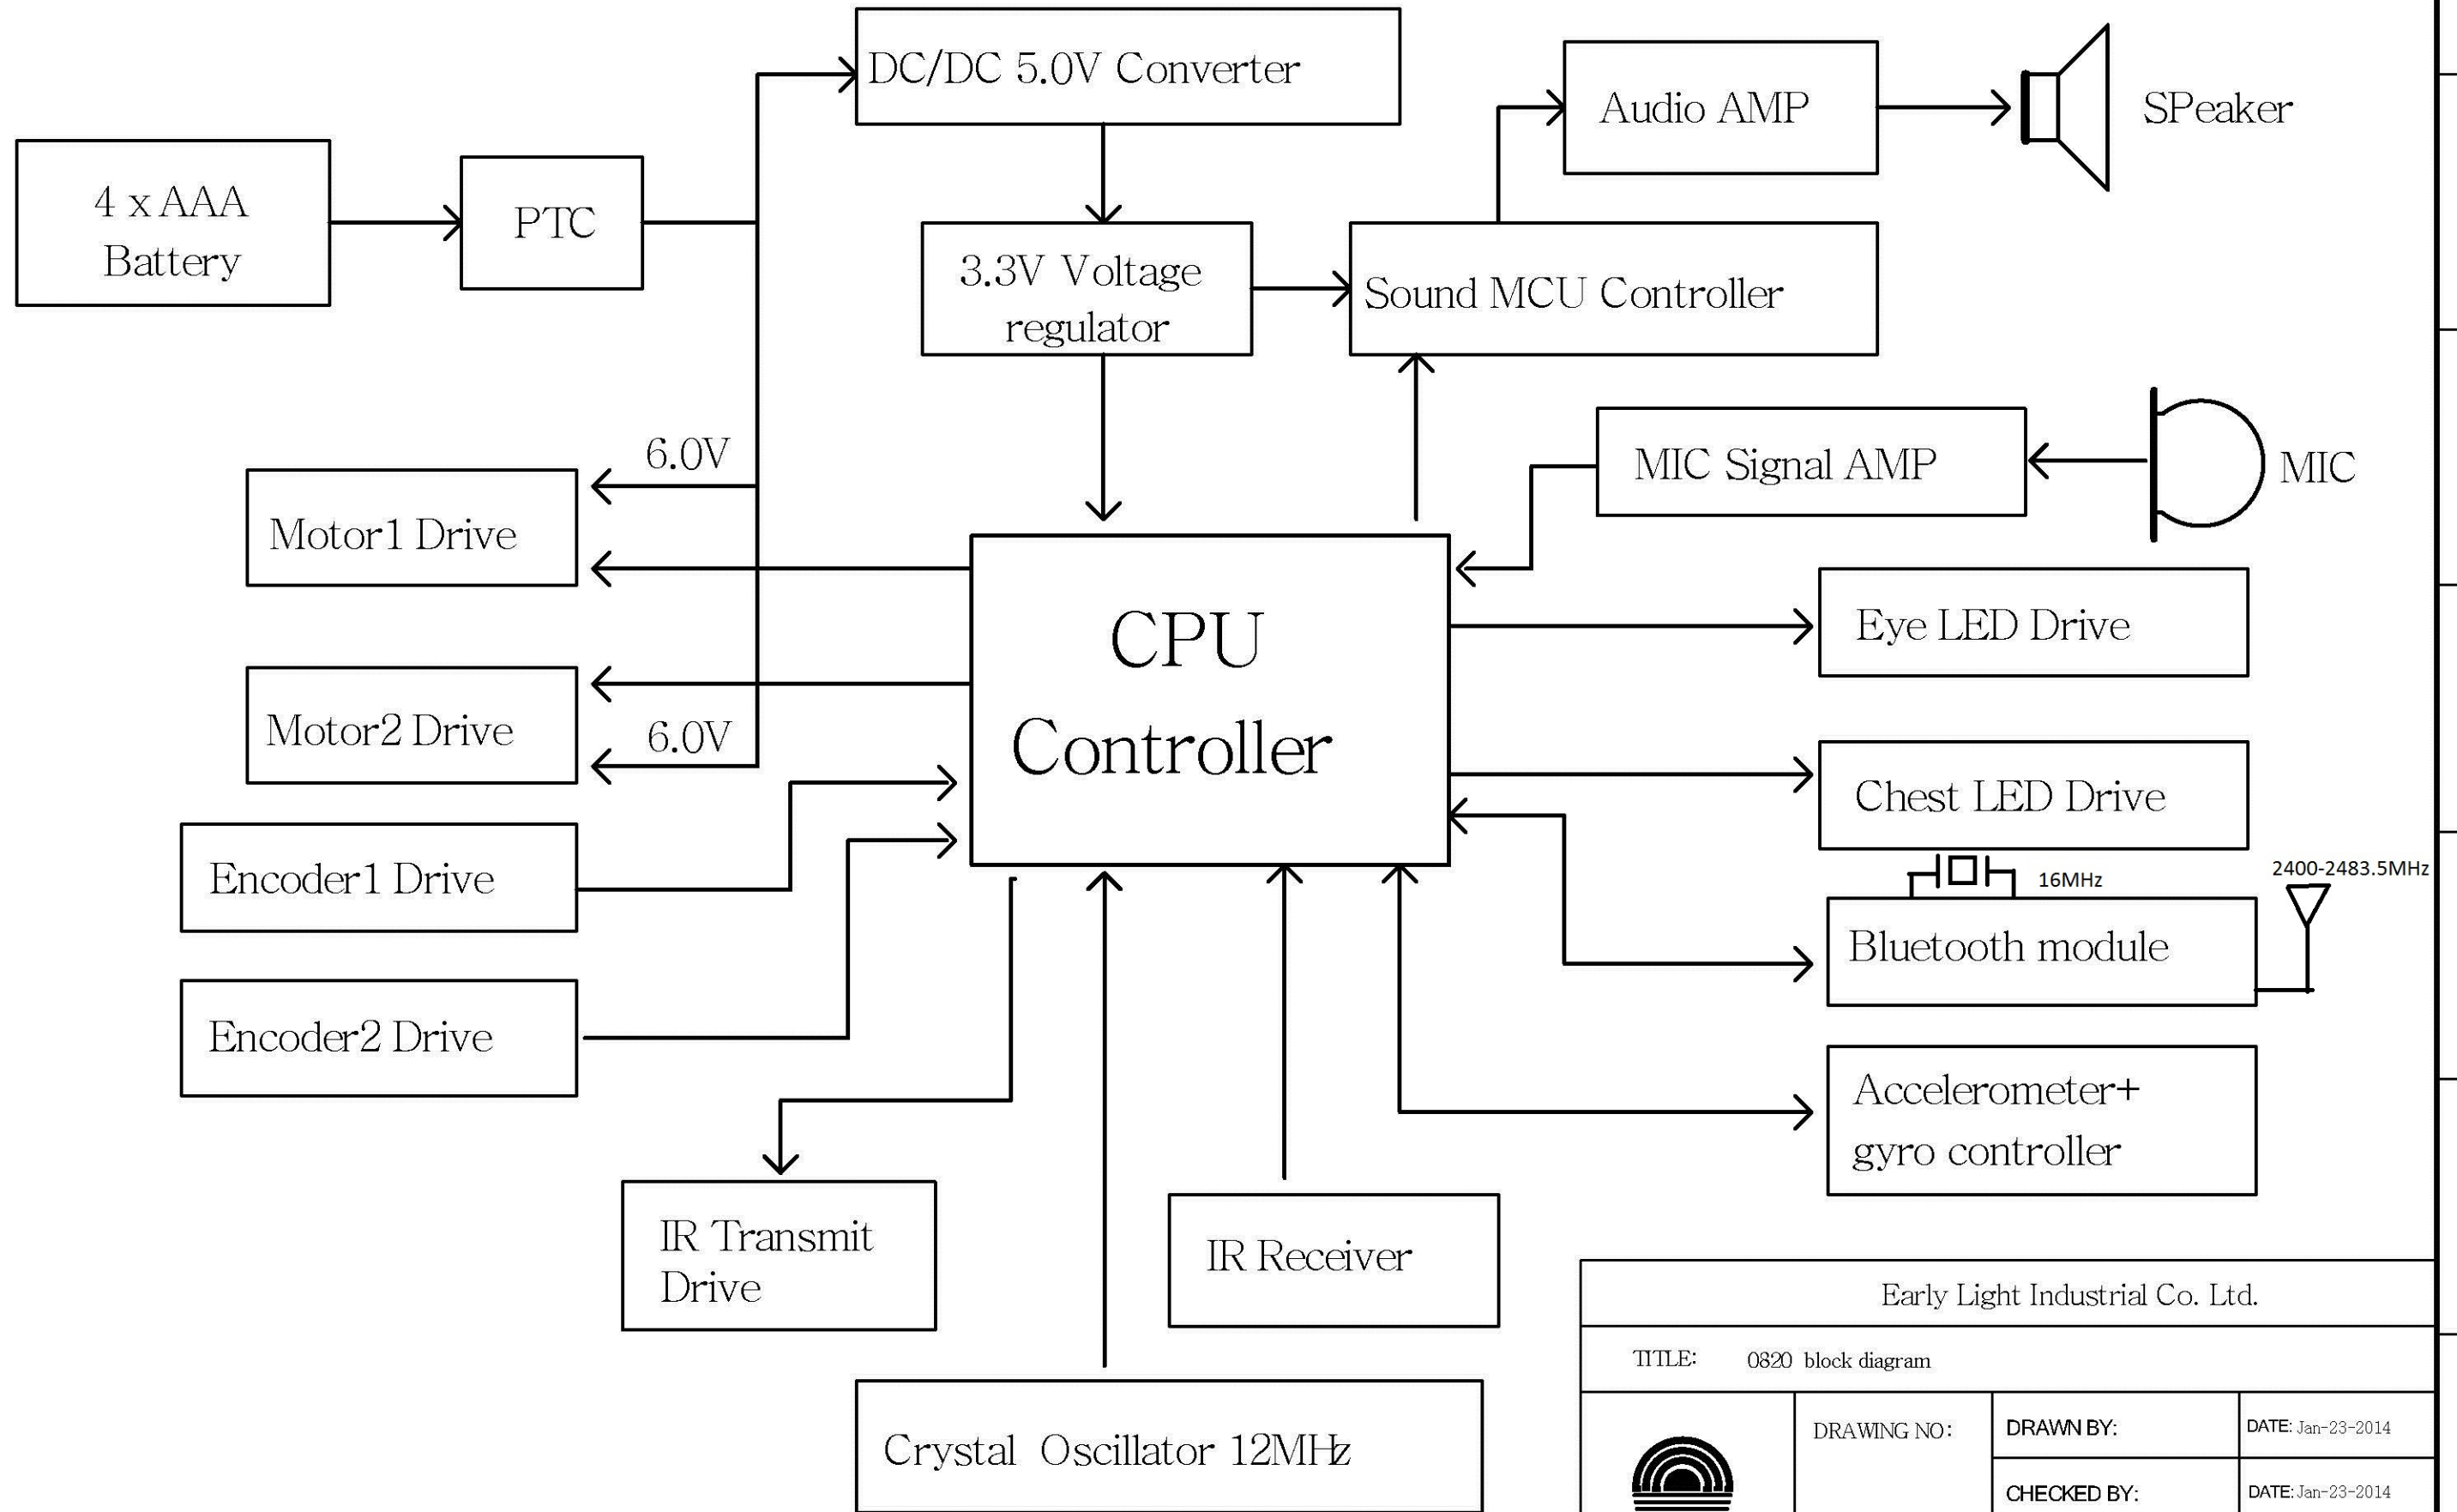 DC/DC 5.0V Converter
Audio AMP
SPeaker
4 x AAA
Battery
PTC
3.3V Voltage
regulator
Sound MCU Controller
6.0V
MIC Signal AMP
MIC
Motor1 Drive
CPU
Controller
Eye LED Drive
Motor2 Drive
6.0V
Chest LED Drive
Encoder1 Drive
16MHz
2400-2483.5MHz
Bluetooth module
Encoder2 Drive
Accelerometer+
gyro controller
IR Transmit
Drive
IR Receiver
Crystal Oscillator 12MHz
Early Light Industrial Co. Ltd.
TITLE: 0820 block diagram
DRAWING NO:
DRAWN BY:
DATE: Jan-23-2014
CHECKED BY:
DATE: Jan-23-2014